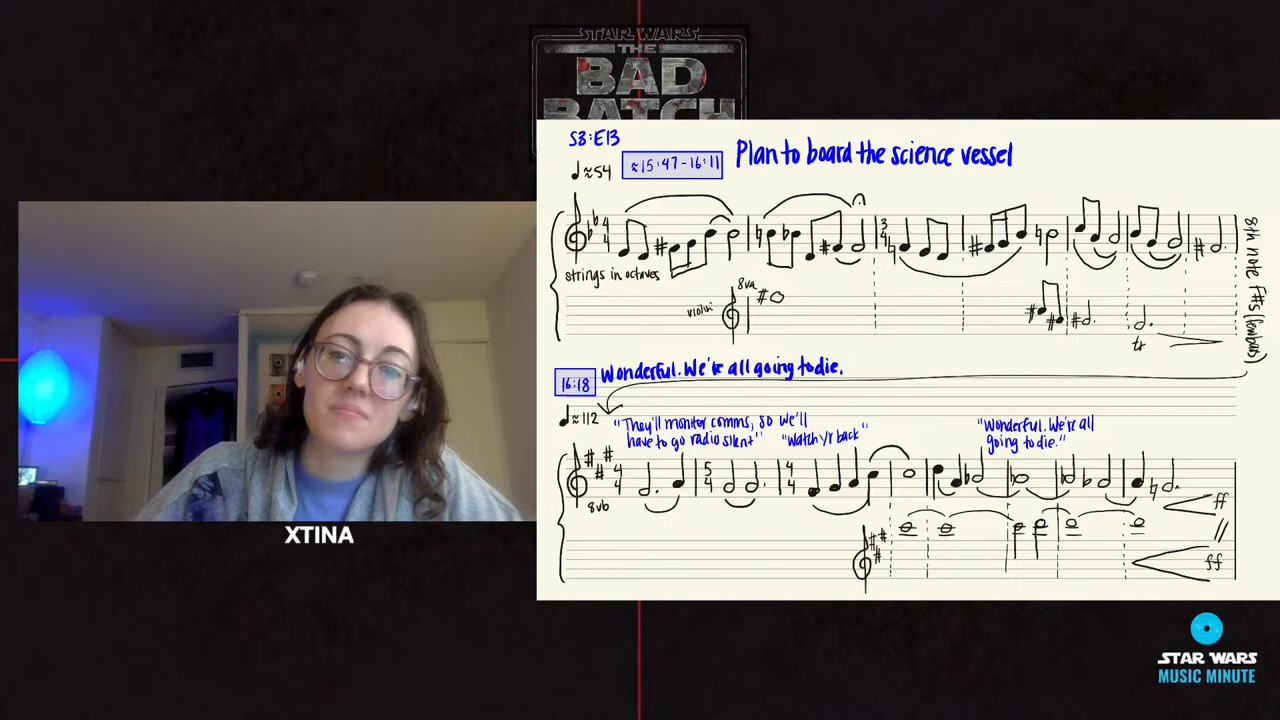 STAR WARS
THE
BAD
BATCH
S3:E13
♩≈54
≈15:47-16:11
Plan to board the science vessel
strings in octaves
8va
violin
tr
8th note F#s (few bars)
16:18
Wonderful. We're all going to die.
♩≈112
"They'll monitor comms, so we'll
have to go radio silent"
"Watch yr back"
"Wonderful. We're all
going to die."
8vb
ff
ff
XTINA
STAR WARS
MUSIC MINUTE